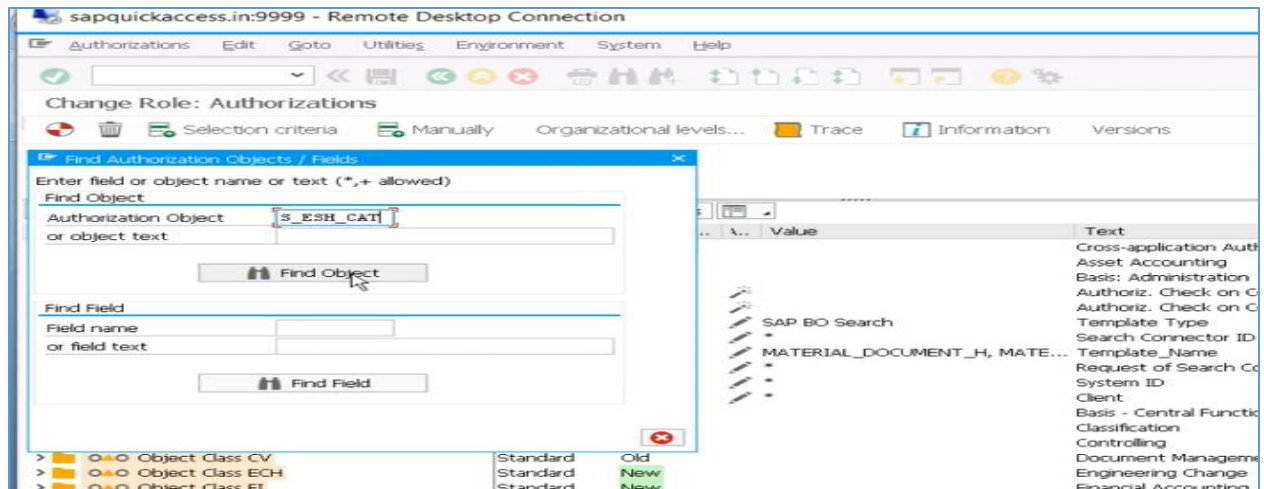 sapquickaccess.in:9999 - Remote Desktop Connection
Authorizations Edit Goto Utilities Environment System Help
Change Role: Authorizations
Selection criteria Manually Organizational levels... Trace Information Versions
Find Authorization Objects / Fields
Enter field or object name or text (*,+ allowed)
Find Object
Authorization Object S_ESH_CAT
or object text
Find Object
Find Field
Field name
or field text
Find Field
Value Text
Cross-application Auth
Asset Accounting
Basis: Administration
Authoriz. Check on C
Authoriz. Check on C
SAP BO Search Template Type
* Search Connector ID
MATERIAL_DOCUMENT_H, MATE... Template_Name
* Request of Search Co
* System ID
* Client
Basis - Central Functio
Classification
Controlling
Object Class CV Standard Old Document Manageme
Object Class ECH Standard New Engineering Change
Object Class FI Standard New Financial Accounting